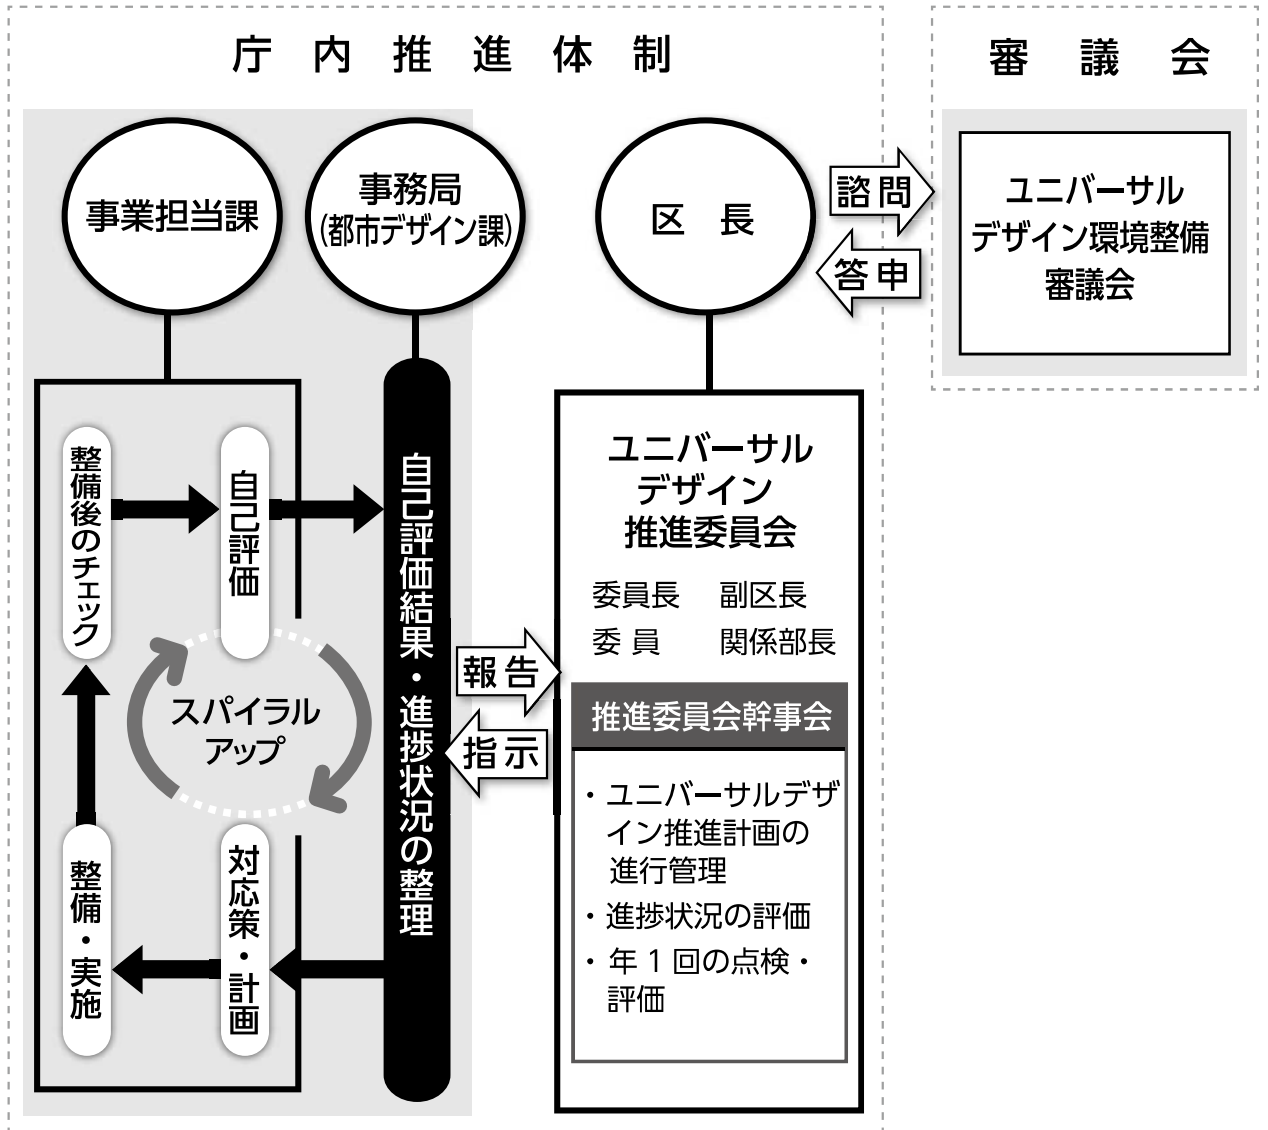 庁内推進体制
事業担当課
事務局
(都市デザイン課)
区長
諮問
答申
審議会
ユニバーサル
デザイン環境整備
審議会
整備後のチェック
自己評価
スパイラル
アップ
整備・実施
対応策・計画
自己評価結果・進捗状況の整理
報告
指示
ユニバーサル
デザイン
推進委員会
委員長 副区長
委員 関係部長
推進委員会幹事会
・ユニバーサルデザ
イン推進計画の
進行管理
・進捗状況の評価
・年1回の点検・
評価